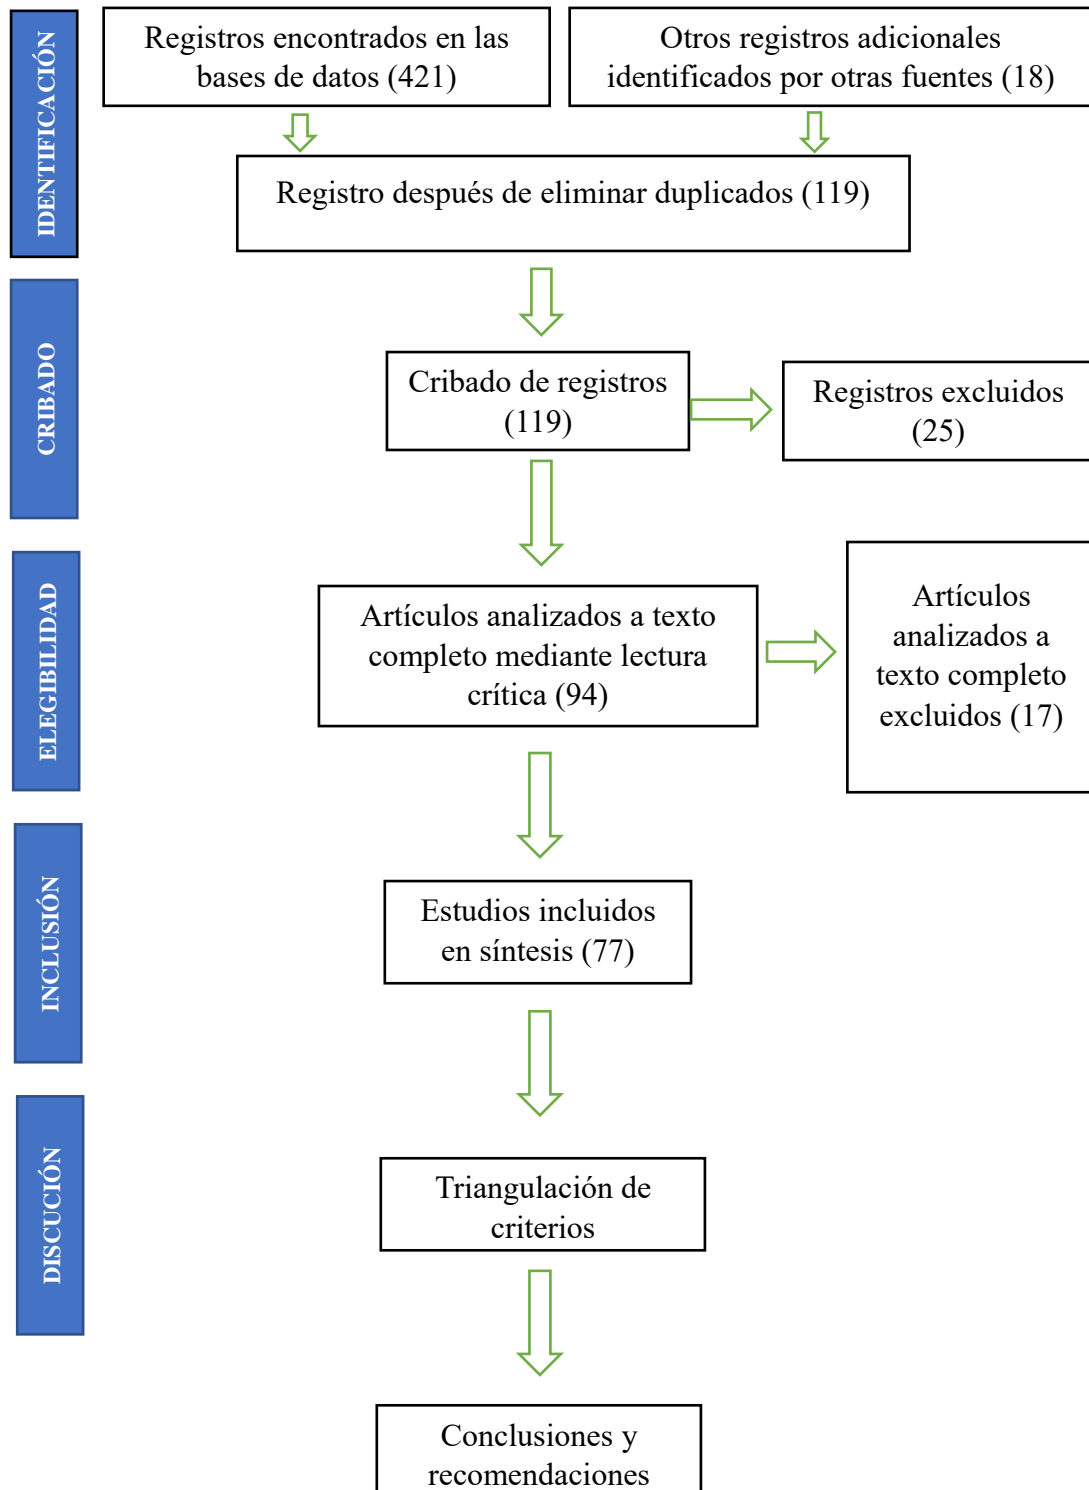 IDENTIFICACIÓN
Registros encontrados en las
bases de datos (421)
Otros registros adicionales
identificados por otras fuentes (18)
Registro después de eliminar duplicados (119)
CRIBADO
Cribado de registros
(119)
Registros excluidos
(25)
ELEGIBILIDAD
Artículos analizados a texto
completo mediante lectura
crítica (94)
Artículos
analizados a
texto completo
excluidos (17)
INCLUSIÓN
Estudios incluidos
en síntesis (77)
DISCUCIÓN
Triangulación de
criterios
Conclusiones y
recomendaciones